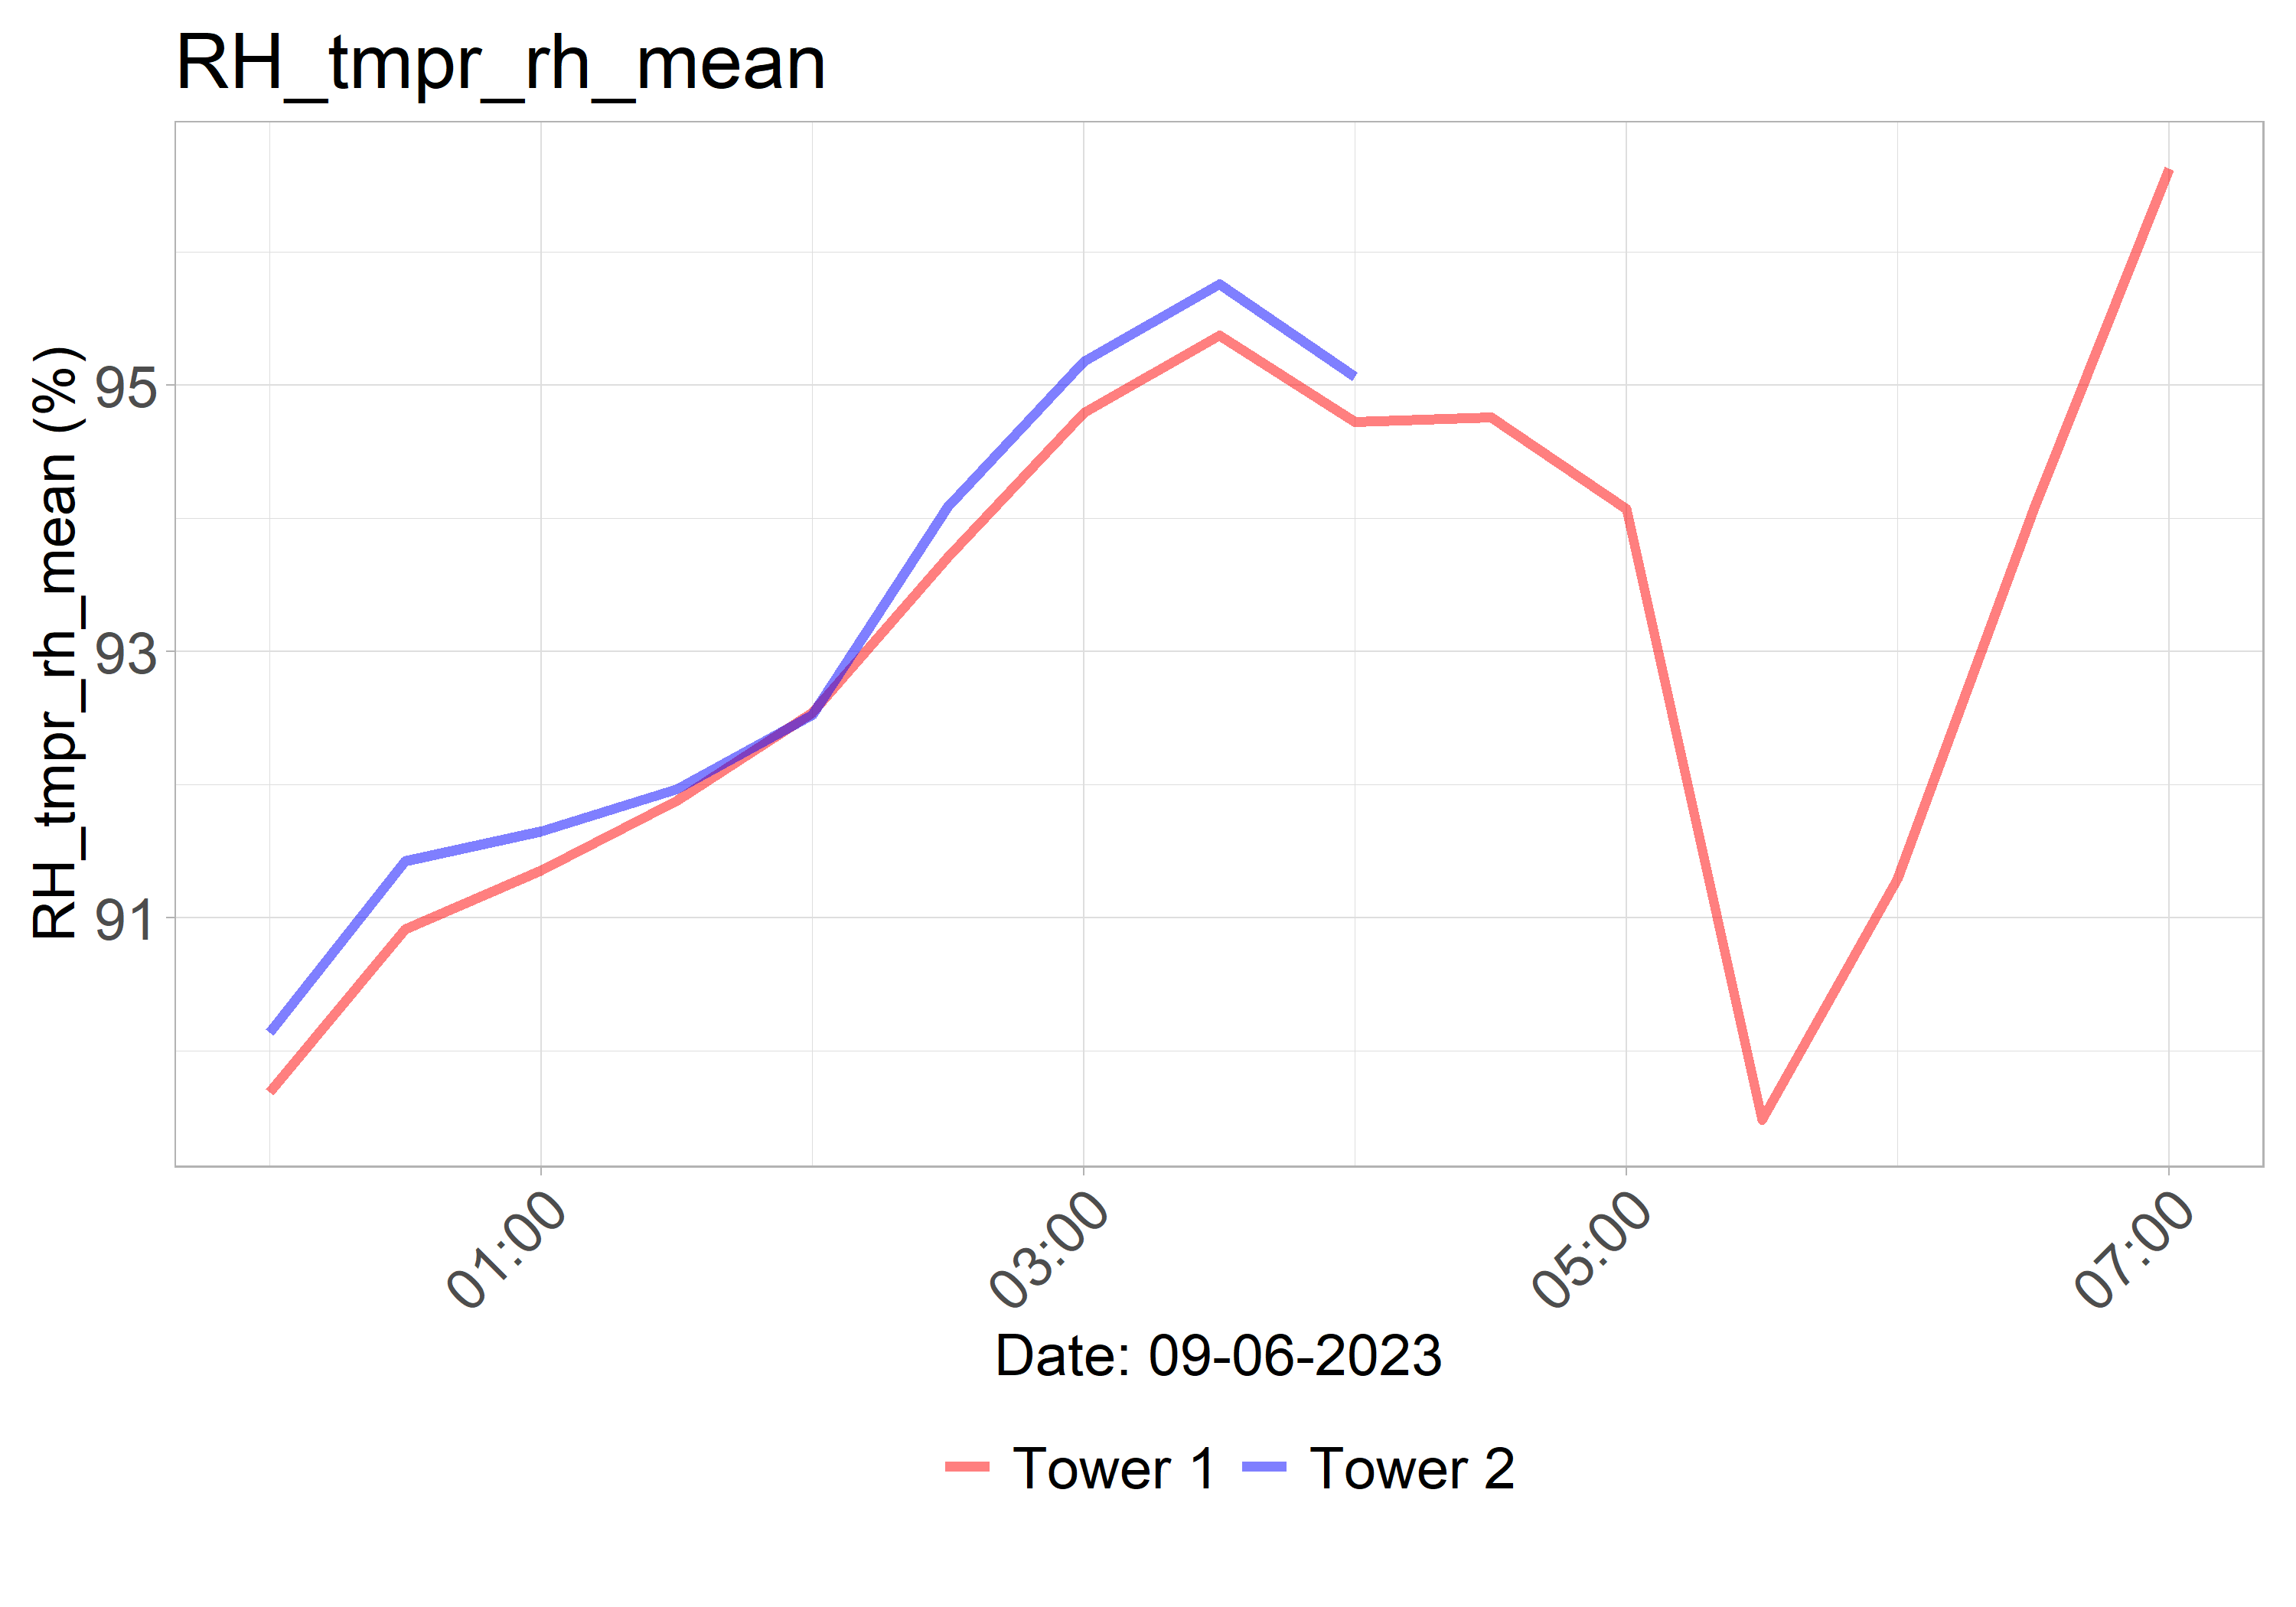 RH_tmpr_rh_mean
RH_tmpr_rh_mean (%)
95
93
91
01:00
03:00
05:00
07:00
Date: 09-06-2023
Tower 1
Tower 2